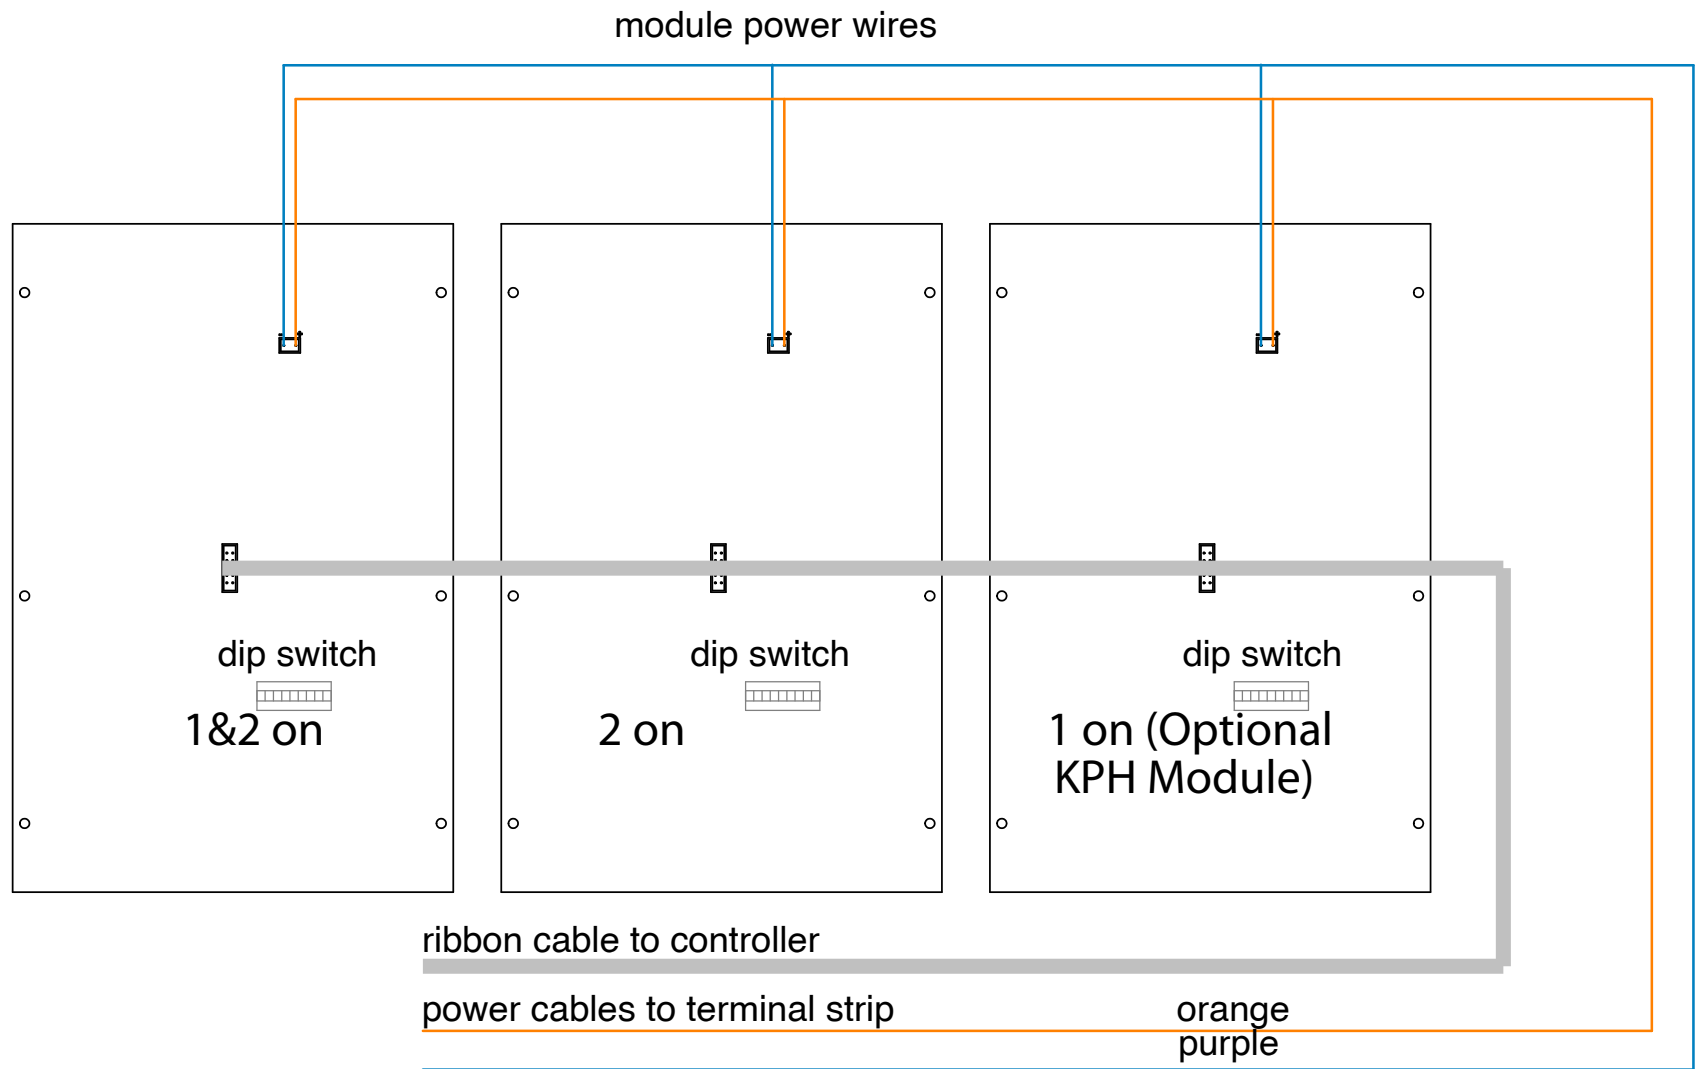 module power wires
dip switch
1&2 on
dip switch
2 on
dip switch
1 on (Optional
KPH Module)
ribbon cable to controller
power cables to terminal strip
orange
purple